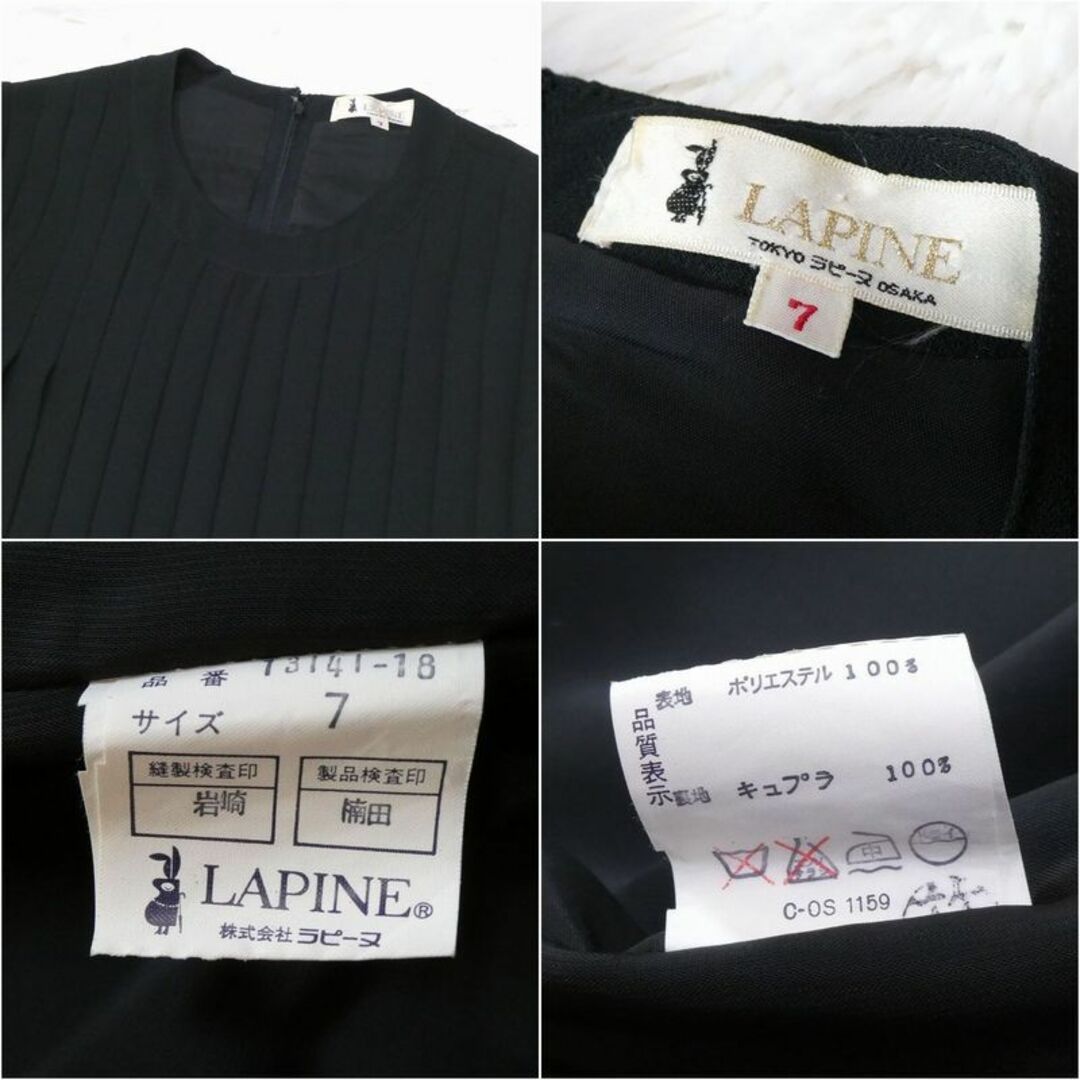 LAPINE
7
LAPINE
TOKYO ラピーヌ OSAKA
7
品番 73141-18
サイズ 7
縫製検査印 製品検査印
岩崎 楠田
LAPINE®
株式会社 ラピーヌ
品質表示
表地 ポリエステル 100%
裏地 キュプラ 100%
中
C-OS 1159